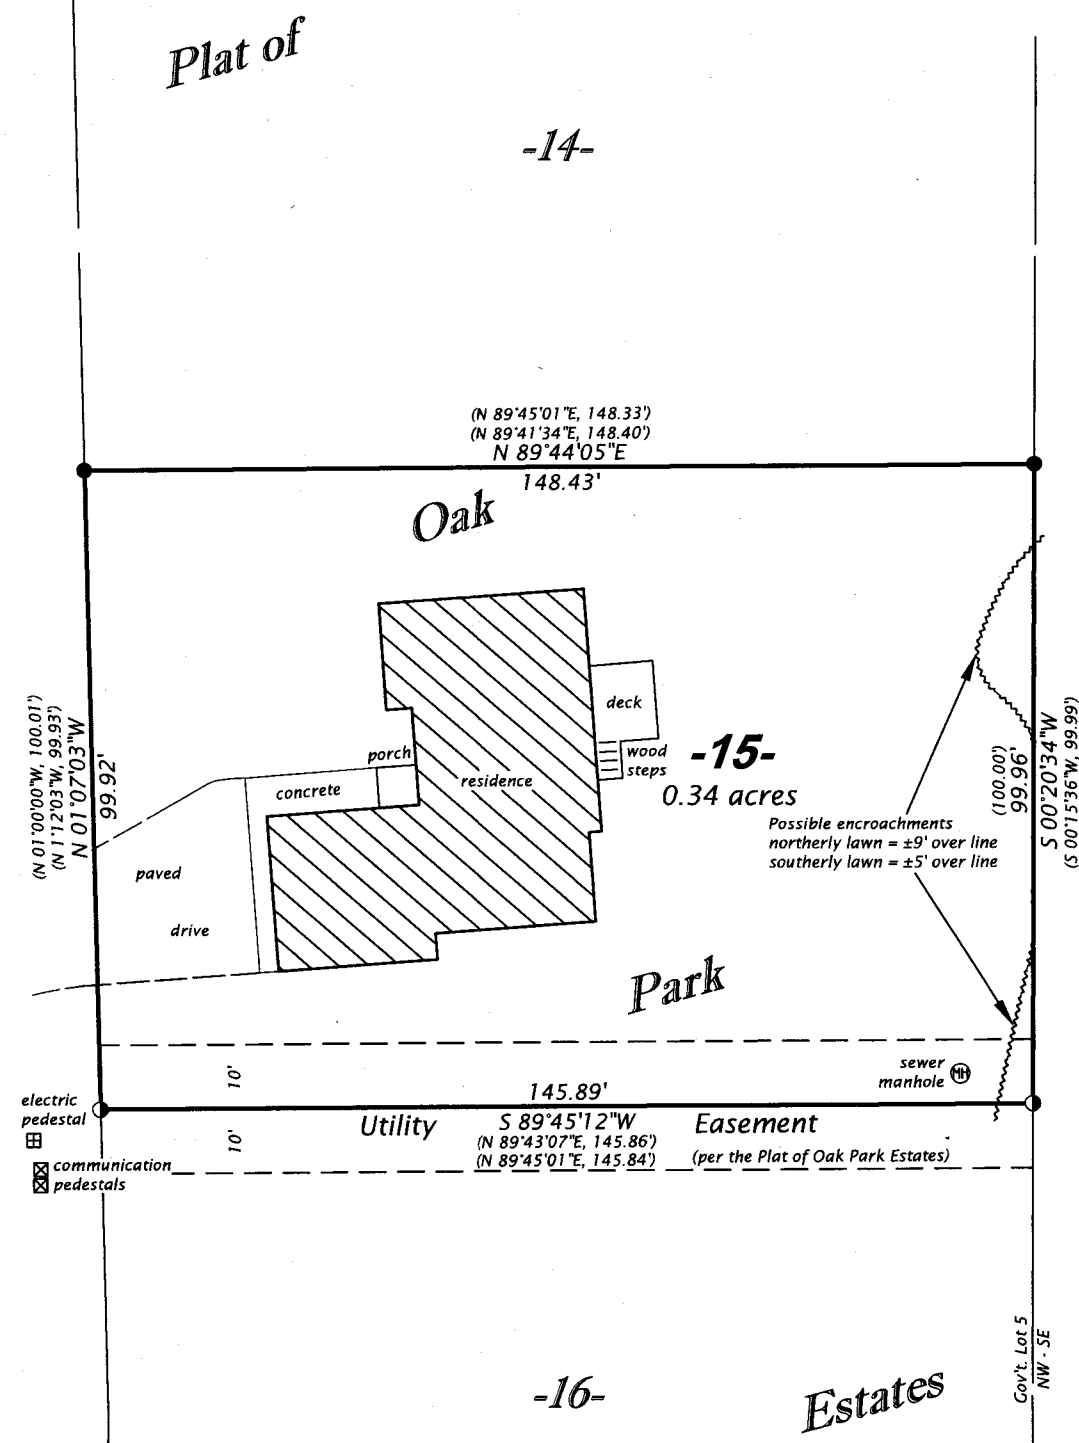 Plat of
-14-
(N 89°45'01"E, 148.33')
(N 89°41'34"E, 148.40')
N 89°44'05"E
148.43'
Oak
(N 01°00'00"W, 100.01')
(N 1°12'03"W, 99.93')
N 01°07'03"W
99.92'
deck
wood
steps
porch
concrete
residence
-15-
0.34 acres
(100.00')
99.96'
S 00°20'34"W
(S 00°15'36"W, 99.99')
Possible encroachments
northerly lawn = ±9' over line
southerly lawn = ±5' over line
paved
drive
Park
sewer
manhole
MH
10'
10'
electric
pedestal
145.89'
Utility S 89°45'12"W Easement
(N 89°43'07"E, 145.86')
(N 89°45'01"E, 145.84') (per the Plat of Oak Park Estates)
communication
pedestals
-16-
Estates
Gov't. Lot 5
NW - SE